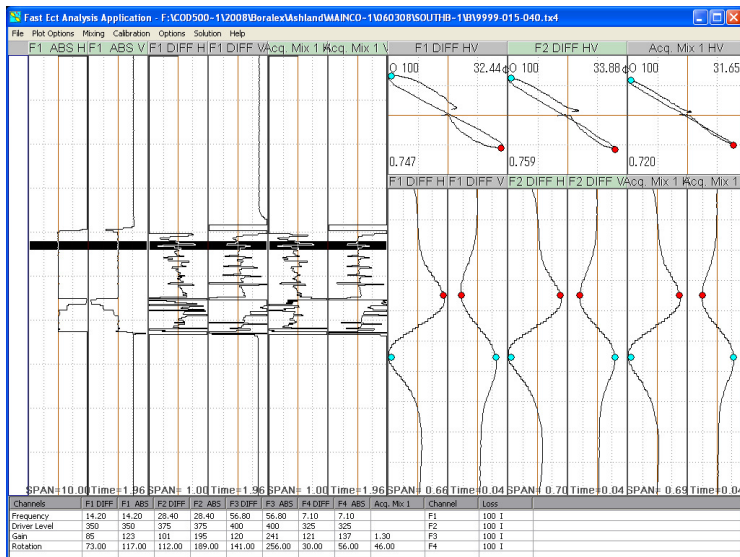 Fast Ect Analysis Application - F:\COD500-1\2008\Boralex\Ashland\MAINCO-1\060308\SOUTHB-1\B\9999-015-040.tx4
File Plot Options Mixing Calibration Options Solution Help
F1 ABS H F1 ABS V F1 DIFF H F1 DIFF V Acq. Mix 1 H Acq. Mix 1 V F1 DIFF HV F2 DIFF HV Acq. Mix 1 HV
100 32.44 100 33.88 100 31.65
0.747 0.759 0.720
F1 DIFF H F1 DIFF V F2 DIFF H F2 DIFF V Acq. Mix 1 Acq. Mix 1
SPAN=10.00 Time=1.96 SPAN= 1.00 Time=1.96 SPAN= 1.00 Time=1.96 SPAN= 0.66 Time=0.04 SPAN= 0.70 Time=0.04 SPAN= 0.69 Time=0.04
Channels F1 DIFF F1 ABS F2 DIFF F2 ABS F3 DIFF F3 ABS F4 DIFF F4 ABS Acq. Mix 1 Channel Loss
Frequency 14.20 14.20 28.40 28.40 56.80 56.80 7.10 7.10 F1 100 I
Driver Level 350 350 375 375 400 400 325 325 F2 100 I
Gain 85 123 101 195 120 241 121 137 1.30 F3 100 I
Rotation 73.00 117.00 112.00 189.00 141.00 256.00 30.00 56.00 46.00 F4 100 I